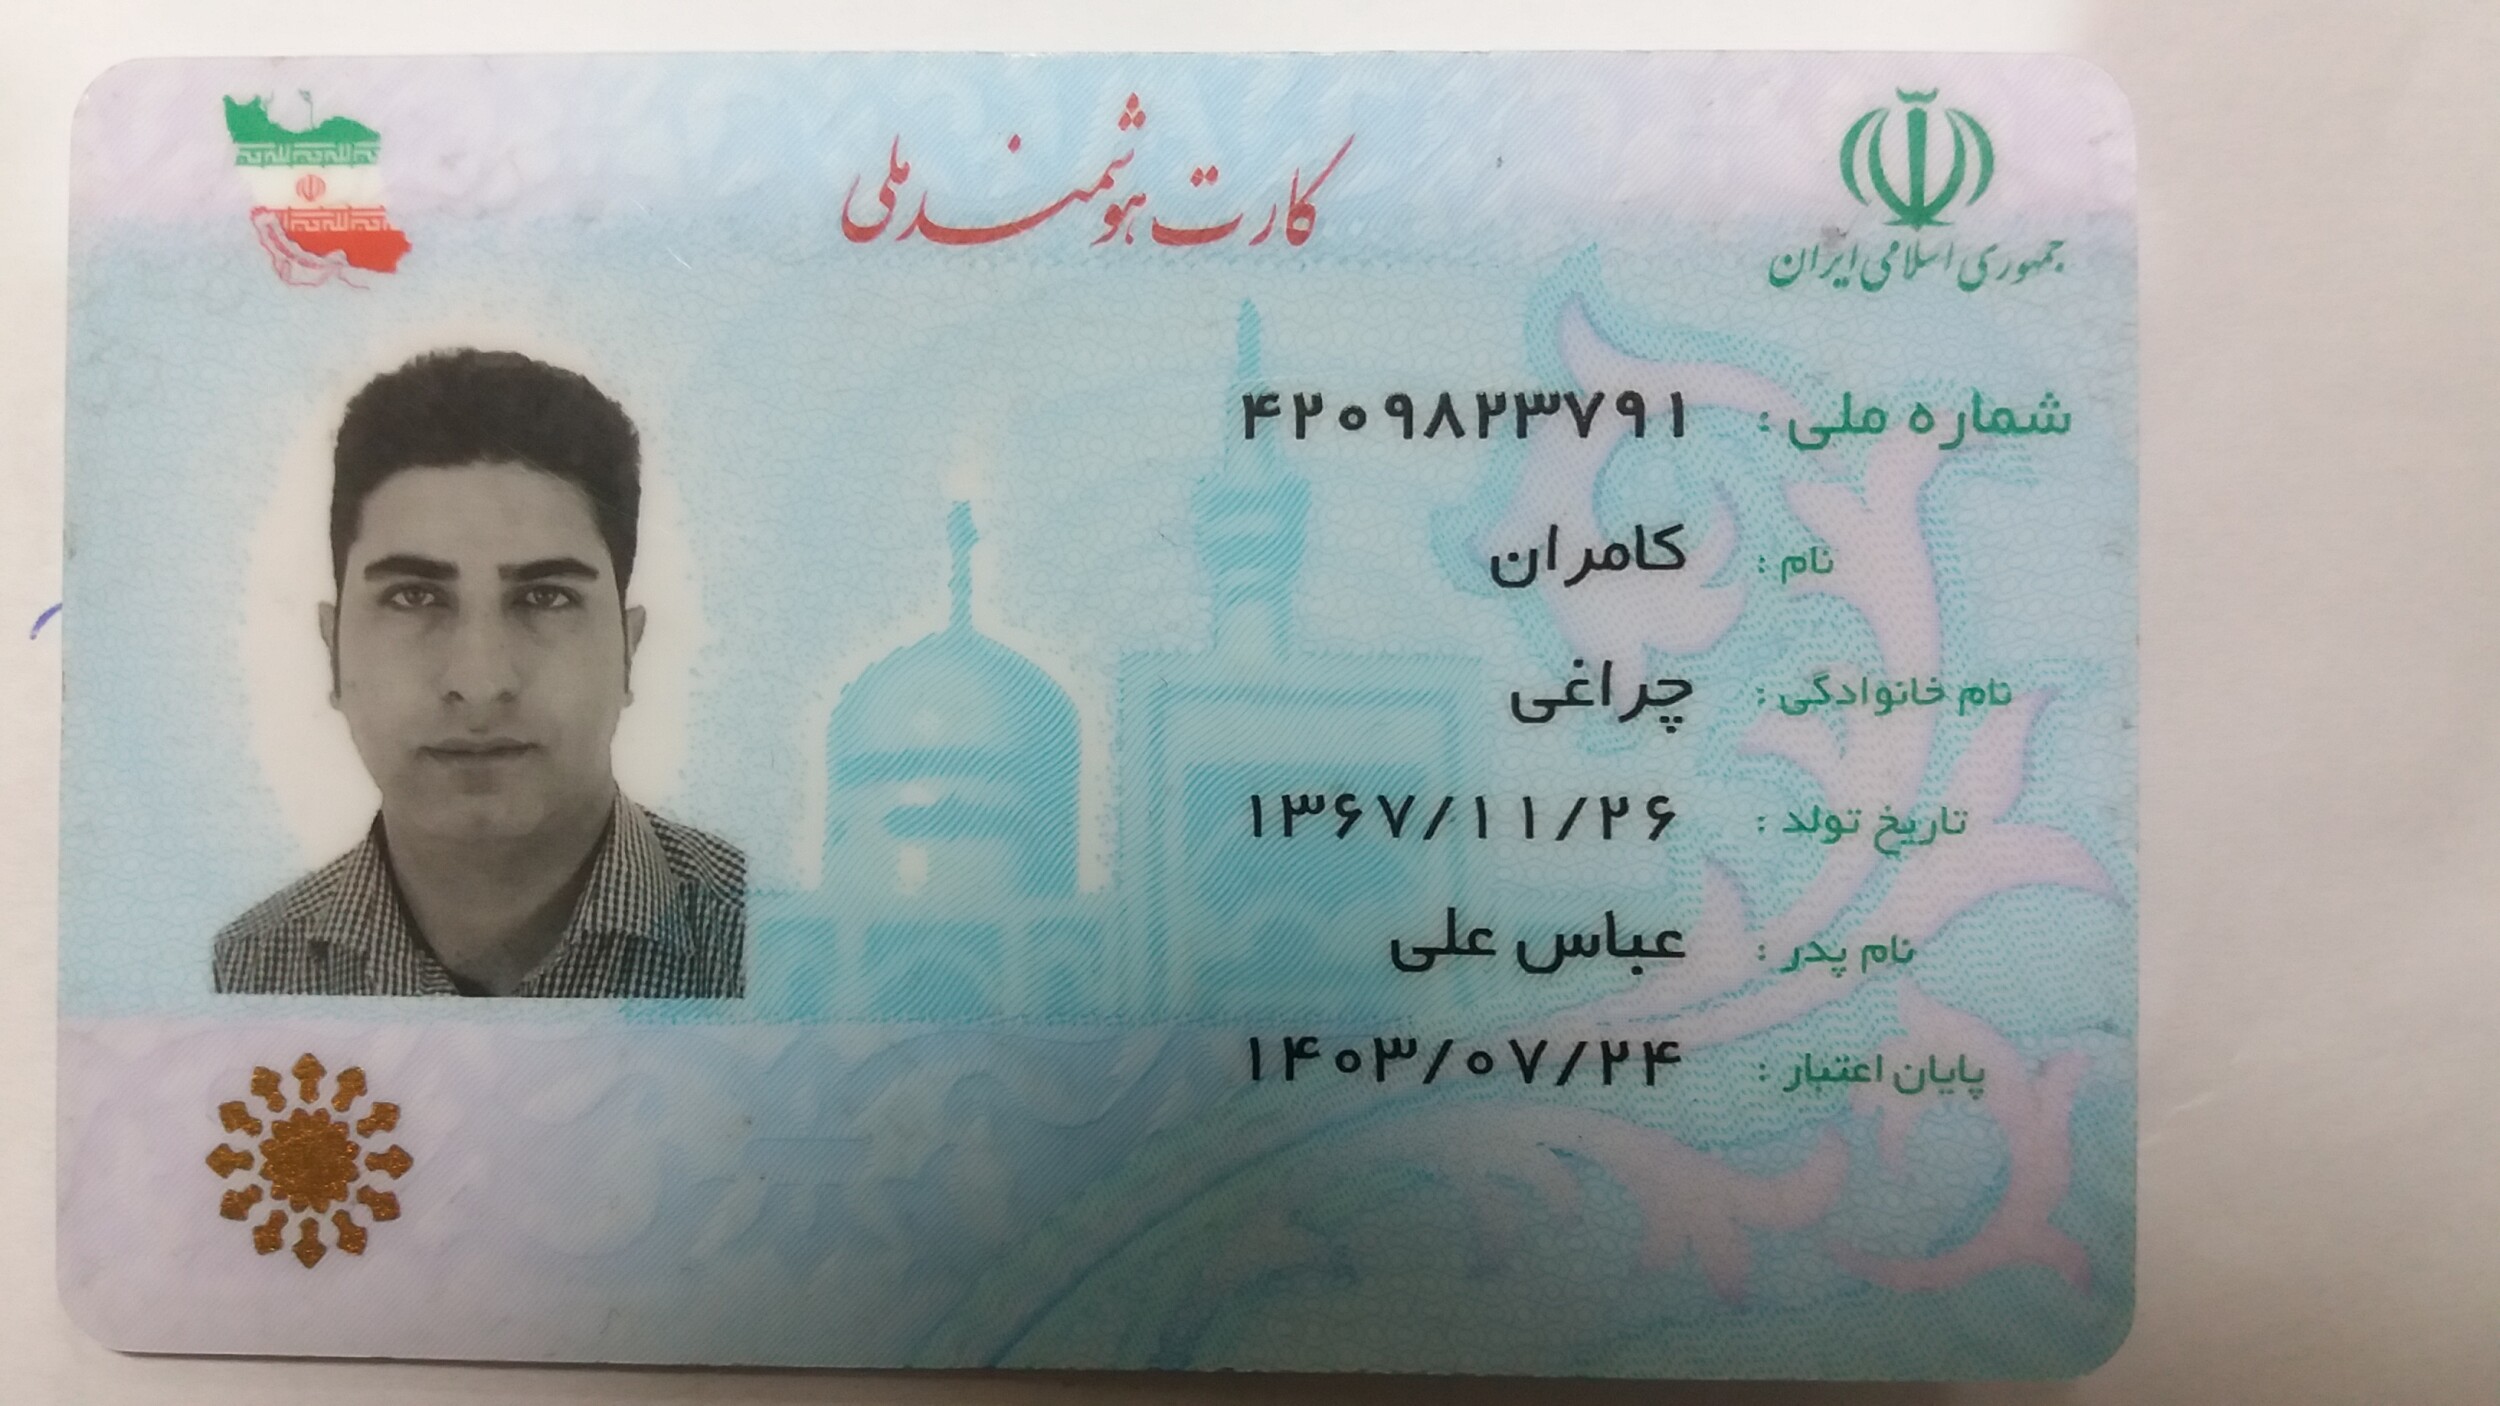 کارت هوشمند ملی
جمهوری اسلامی ایران
شماره ملی : ۴۲۰۹۸۲۳۷۹۱
نام : کامران
نام خانوادگی : چراغی
تاریخ تولد : ۱۳۶۷/۱۱/۲۶
نام پدر : عباس علی
پایان اعتبار : ۱۴۰۳/۰۷/۲۴